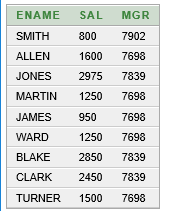 ENAME SAL MGR
SMITH 800 7902
ALLEN 1600 7698
JONES 2975 7839
MARTIN 1250 7698
JAMES 950 7698
WARD 1250 7698
BLAKE 2850 7839
CLARK 2450 7839
TURNER 1500 7698